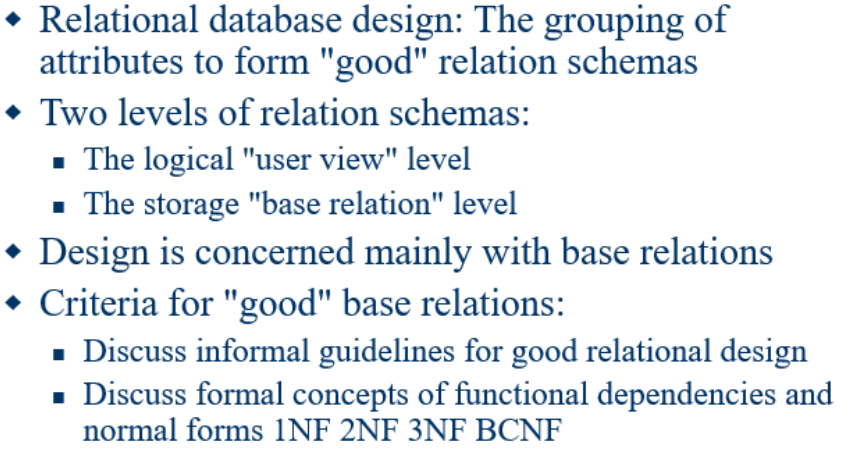 ◆ Relational database design: The grouping of
attributes to form "good" relation schemas
◆ Two levels of relation schemas:
■ The logical "user view" level
■ The storage "base relation" level
◆ Design is concerned mainly with base relations
◆ Criteria for "good" base relations:
■ Discuss informal guidelines for good relational design
■ Discuss formal concepts of functional dependencies and
normal forms 1NF 2NF 3NF BCNF